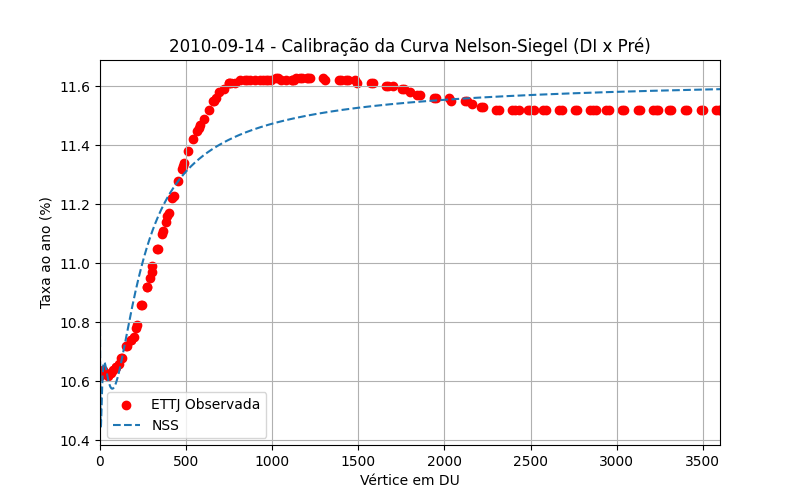 2010-09-14 - Calibração da Curva Nelson-Siegel (DI x Pré)
Taxa ao ano (%)
11.6
11.4
11.2
11.0
10.8
10.6
10.4
ETTJ Observada
NSS
0 500 1000 1500 2000 2500 3000 3500
Vértice em DU